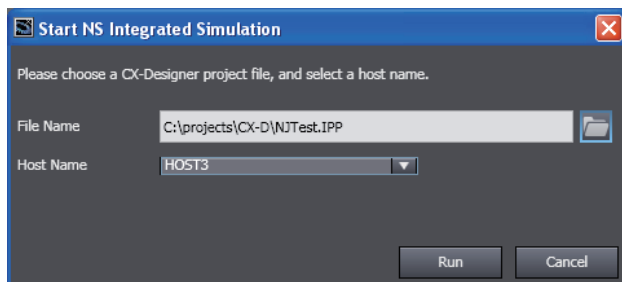 Start NS Integrated Simulation
Please choose a CX-Designer project file, and select a host name.
File Name C:\projects\CX-D\NJTest.IPP
Host Name HOST3
Run Cancel